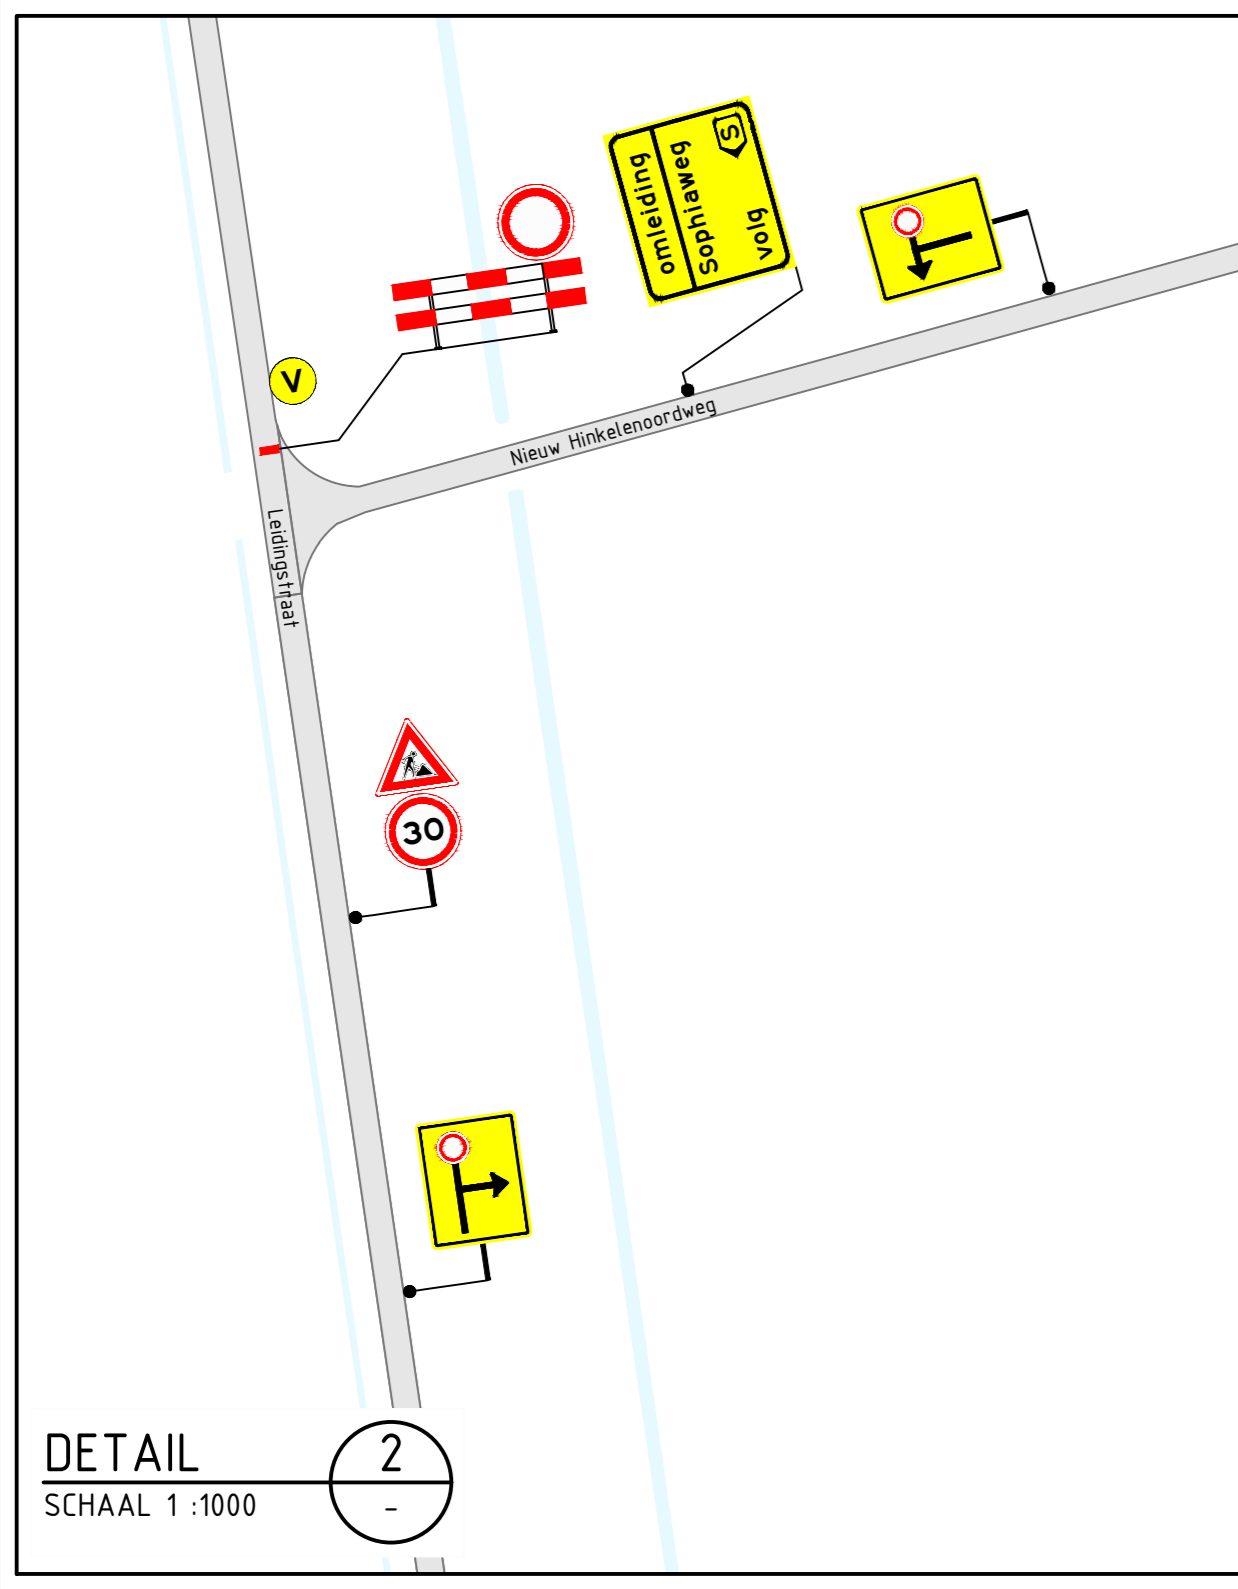 omleiding
Sophiaweg
volg
S
V
Nieuw Hinkelenoordweg
Leidingstraat
30
DETAIL
2
SCHAAL 1 :1000
-